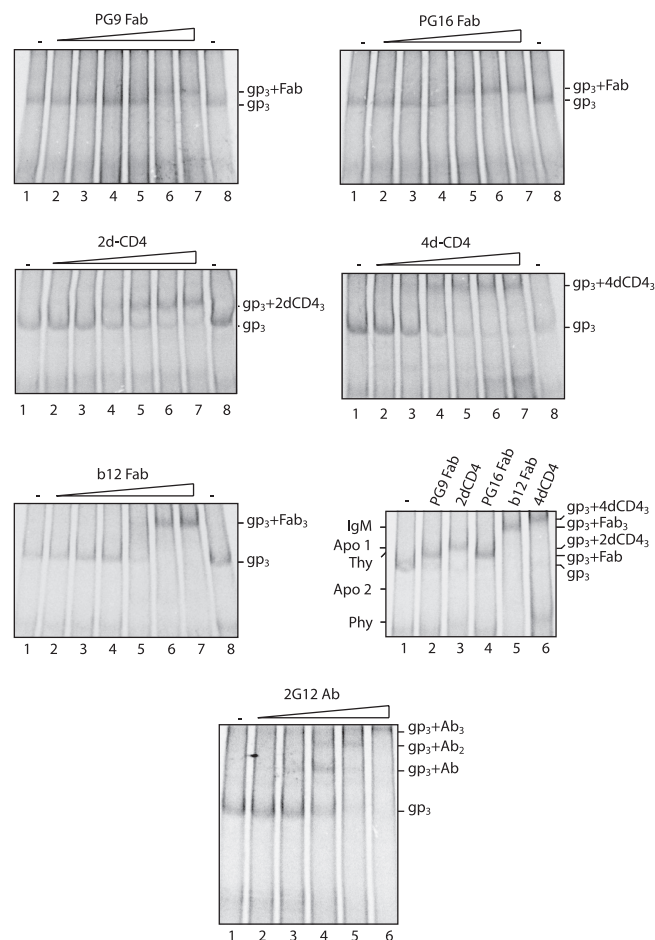 PG9 Fab
-
-
gp₃+Fab
gp₃
1 2 3 4 5 6 7 8
PG16 Fab
-
-
gp₃+Fab
gp₃
1 2 3 4 5 6 7 8
2d-CD4
-
-
gp₃+2dCD4₃
gp₃
1 2 3 4 5 6 7 8
4d-CD4
-
-
gp₃+4dCD4₃
gp₃
1 2 3 4 5 6 7 8
b12 Fab
-
-
gp₃+Fab₃
gp₃
1 2 3 4 5 6 7 8
-
PG9 Fab
2dCD4
PG16 Fab
b12 Fab
4dCD4
IgM
Apo 1
Thy
Apo 2
Phy
gp₃+4dCD4₃
gp₃+Fab₃
gp₃+2dCD4₃
gp₃+Fab
gp₃
1 2 3 4 5 6
2G12 Ab
-
gp₃+Ab₃
gp₃+Ab₂
gp₃+Ab
gp₃
1 2 3 4 5 6